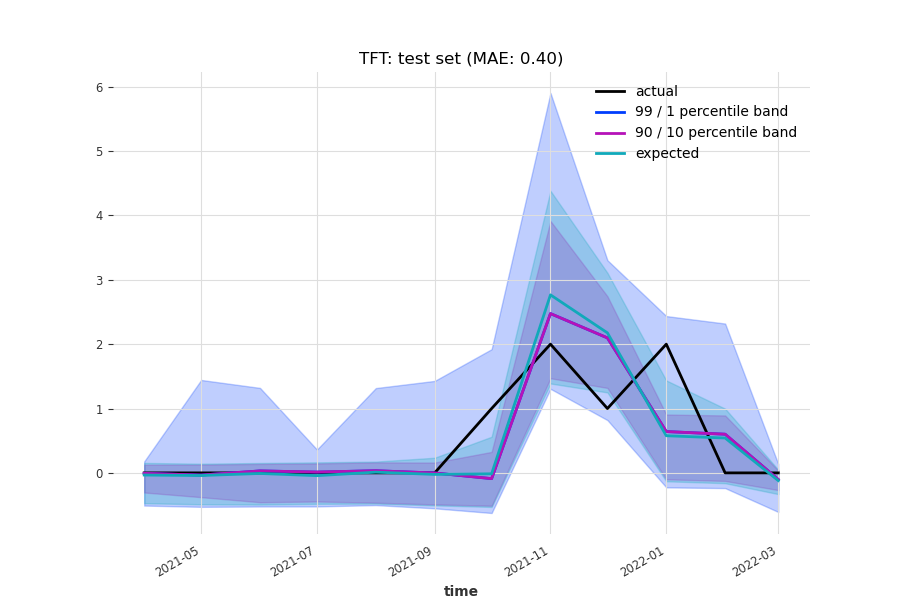 TFT: test set (MAE: 0.40)
actual
99 / 1 percentile band
90 / 10 percentile band
expected
6
5
4
3
2
1
0
2021-05
2021-07
2021-09
2021-11
2022-01
2022-03
time